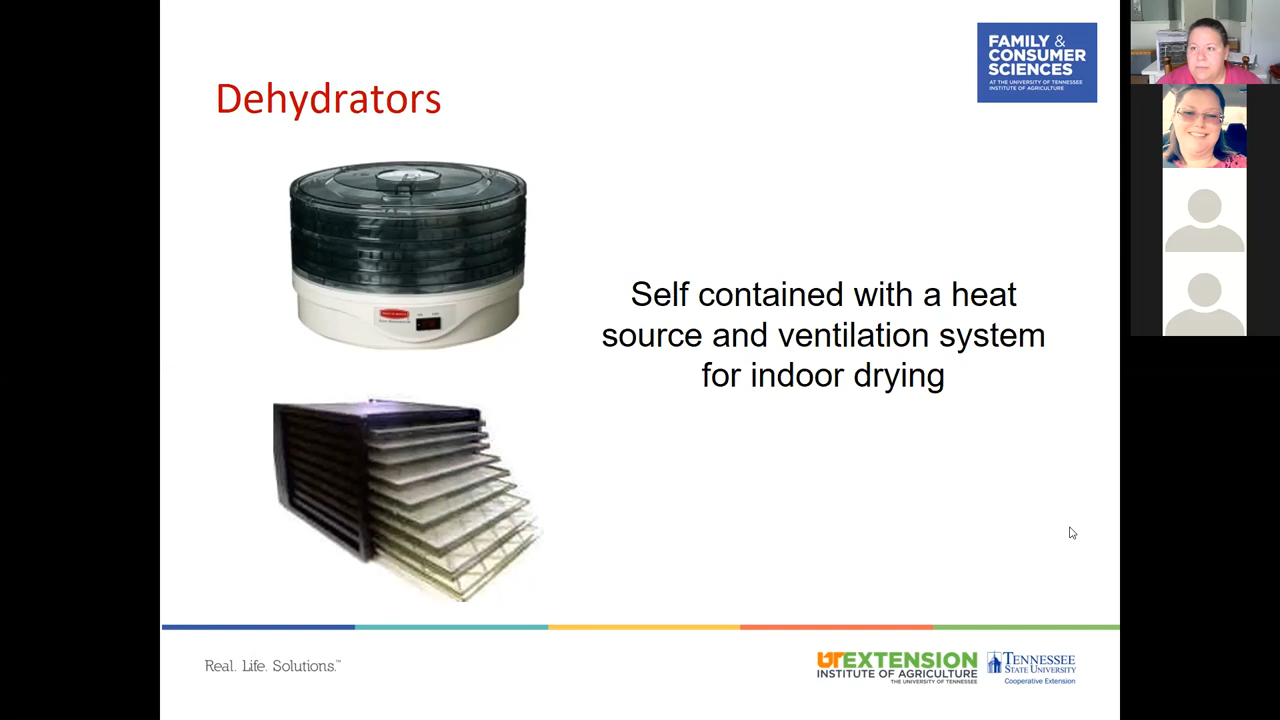 FAMILY &
CONSUMER
SCIENCES
AT THE UNIVERSITY OF TENNESSEE
INSTITUTE OF AGRICULTURE
Dehydrators
Self contained with a heat
source and ventilation system
for indoor drying
Real. Life. Solutions.™
UTEXTENSION
INSTITUTE OF AGRICULTURE
THE UNIVERSITY OF TENNESSEE
TENNESSEE
STATE UNIVERSITY
Cooperative Extension